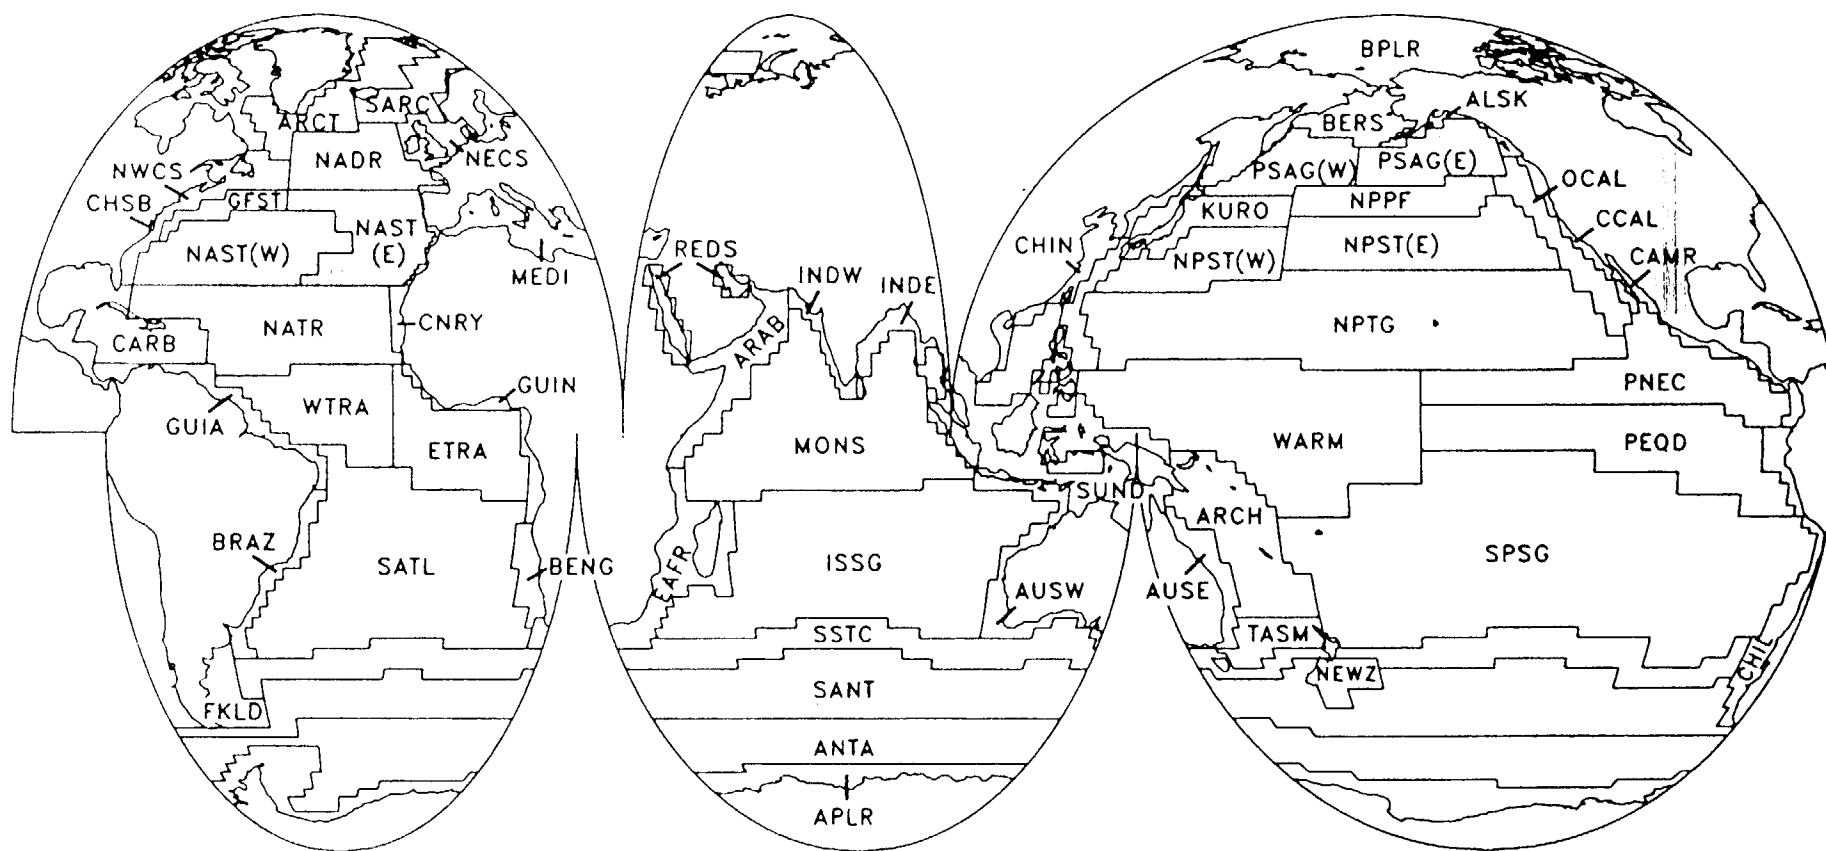 BPLR
SARC
ALSK
ARCT
BERS
NADR
NECS
NWCS
PSAG(W)
PSAG(E)
CHSB
GFST
OCAL
NPPF
KURO
NAST
(E)
NAST(W)
CCAL
REDS
CHIN
NPST(E)
NPST(W)
CAMR
MEDI
INDW
INDE
NATR
CNRY
NPTG
CARB
ARAB
GUIN
PNEC
WTRA
GUIA
ETRA
MONS
WARM
PEQD
SUND
ARCH
BRAZ
SATL
BENG
EAFR
ISSG
SPSG
AUSW
AUSE
SSTC
TASM
CHIL
NEWZ
SANT
FKLD
ANTA
APLR